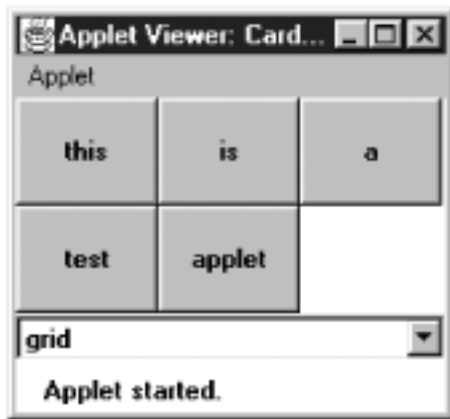 Applet Viewer: Card...
Applet
this is a
test applet
grid
Applet started.